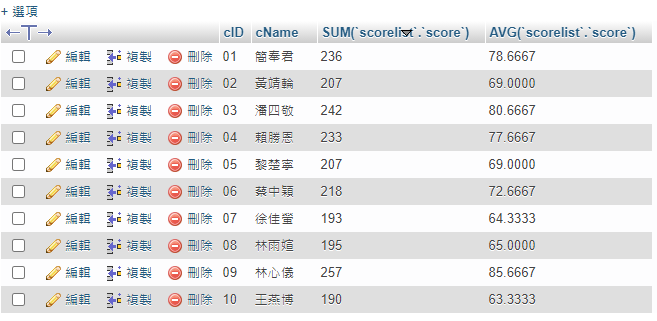 + 選項
←T→ cID cName SUM(`scorelist`.`score`) AVG(`scorelist`.`score`)
編輯 複製 刪除 01 簡奉君 236 78.6667
編輯 複製 刪除 02 黃靖輪 207 69.0000
編輯 複製 刪除 03 潘四敬 242 80.6667
編輯 複製 刪除 04 賴勝恩 233 77.6667
編輯 複製 刪除 05 黎楚寧 207 69.0000
編輯 複製 刪除 06 蔡中穎 218 72.6667
編輯 複製 刪除 07 徐佳螢 193 64.3333
編輯 複製 刪除 08 林雨媗 195 65.0000
編輯 複製 刪除 09 林心儀 257 85.6667
編輯 複製 刪除 10 王燕博 190 63.3333